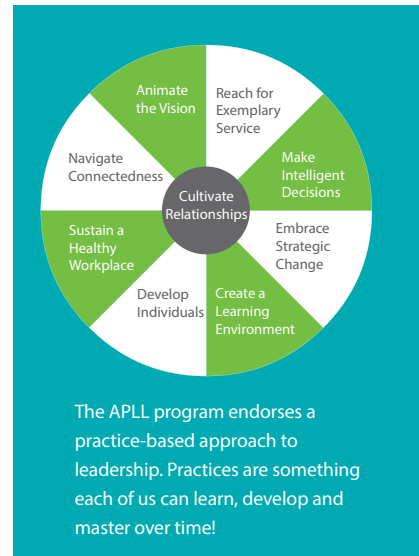 Animate
the Vision
Reach for
Exemplary
Service
Make
Intelligent
Decisions
Embrace
Strategic
Change
Create a
Learning
Environment
Develop
Individuals
Sustain a
Healthy
Workplace
Navigate
Connectedness
Cultivate
Relationships
The APLL program endorses a
practice-based approach to
leadership. Practices are something
each of us can learn, develop and
master over time!